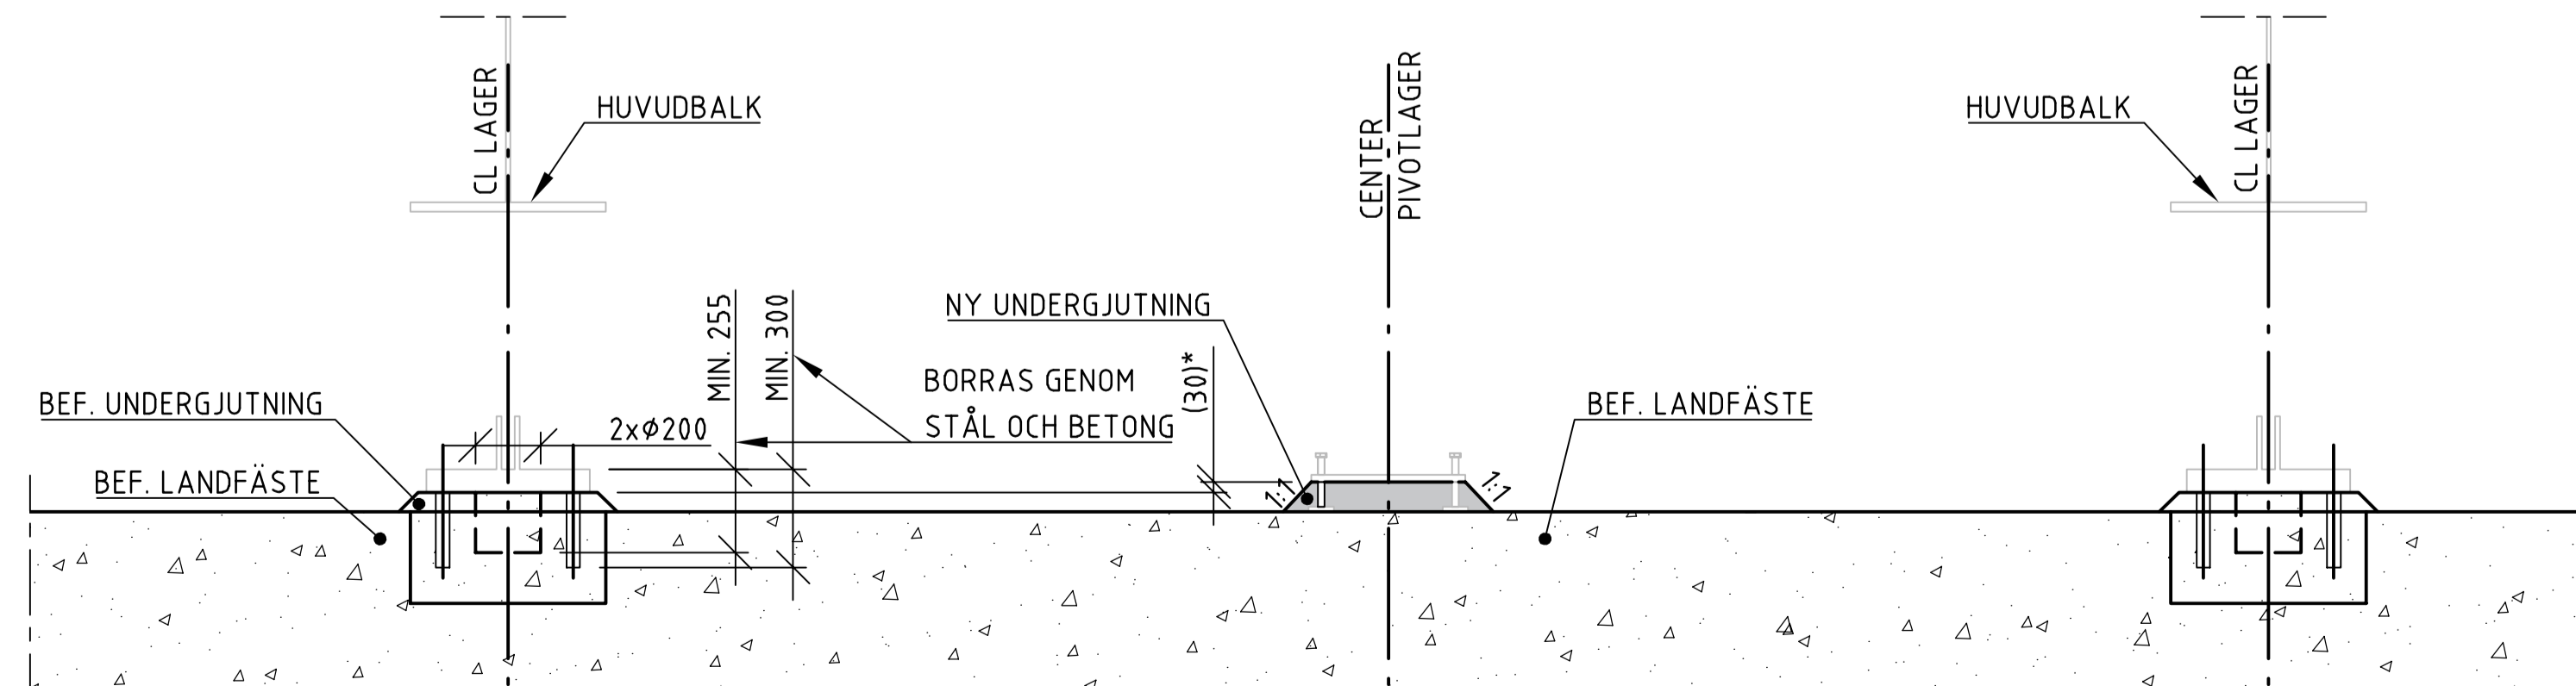 CL LAGER
HUVUDBALK
CENTER
PIVOTLAGER
HUVUDBALK
CL LAGER
MIN. 255
MIN. 300
NY UNDERGJUTNING
BORRAS GENOM
STÅL OCH BETONG
(30)*
BEF. UNDERGJUTNING
2xø200
BEF. LANDFÄSTE
BEF. LANDFÄSTE
1:1
1:1